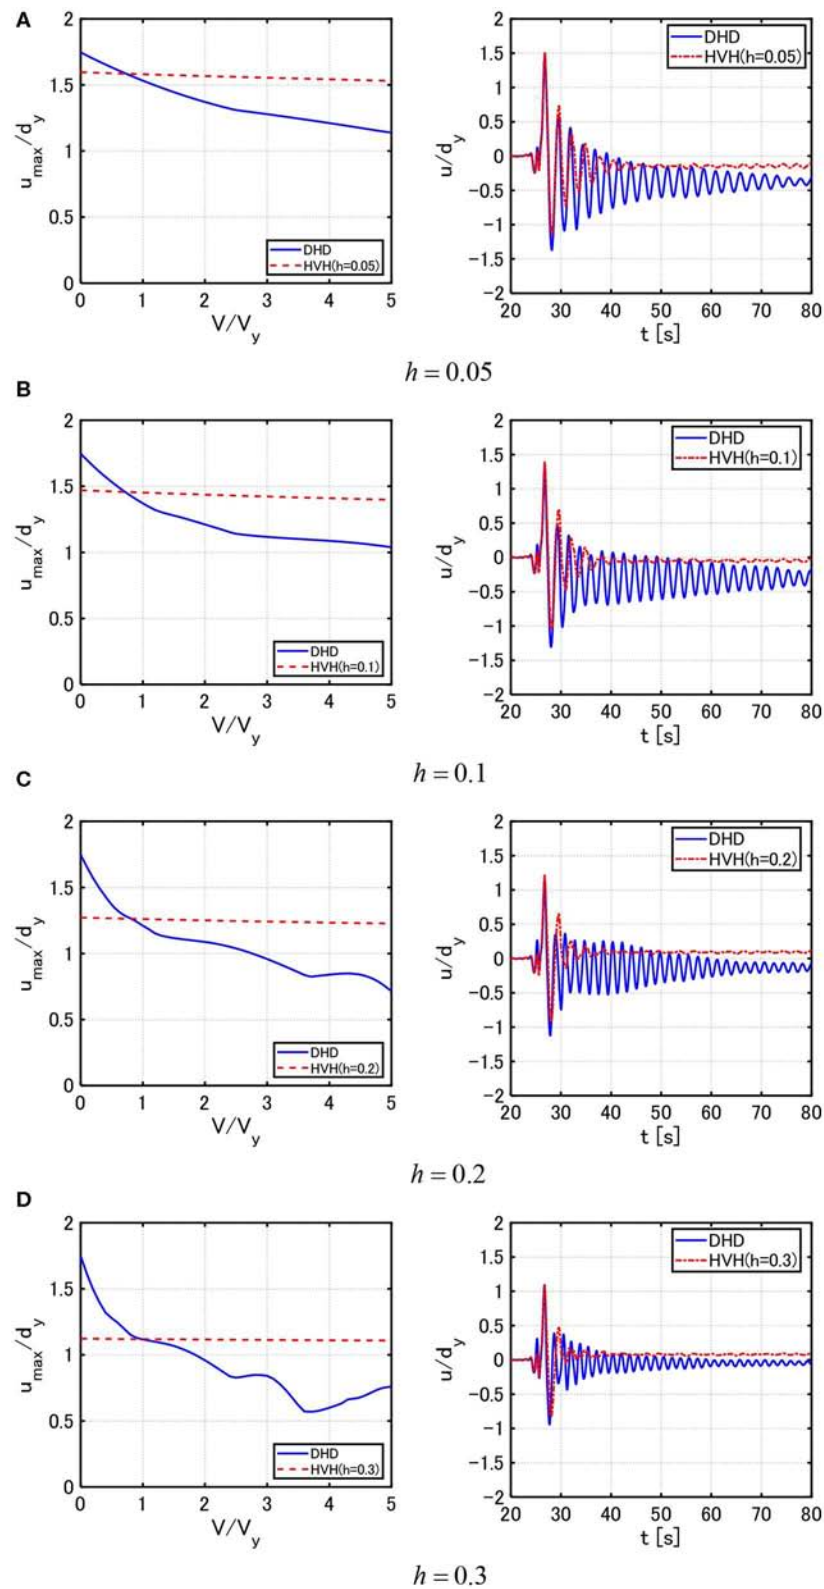 A
u_max/d_y
2
1.5
1
0.5
0
DHD
HVH(h=0.05)
0 1 2 3 4 5
V/V_y
u/d_y
2
1.5
1
0.5
0
−0.5
−1
−1.5
−2
DHD
HVH(h=0.05)
20 30 40 50 60 70 80
t [s]
h = 0.05
B
u_max/d_y
2
1.5
1
0.5
0
DHD
HVH(h=0.1)
0 1 2 3 4 5
V/V_y
u/d_y
2
1.5
1
0.5
0
−0.5
−1
−1.5
−2
DHD
HVH(h=0.1)
20 30 40 50 60 70 80
t [s]
h = 0.1
C
u_max/d_y
2
1.5
1
0.5
0
DHD
HVH(h=0.2)
0 1 2 3 4 5
V/V_y
u/d_y
2
1.5
1
0.5
0
−0.5
−1
−1.5
−2
DHD
HVH(h=0.2)
20 30 40 50 60 70 80
t [s]
h = 0.2
D
u_max/d_y
2
1.5
1
0.5
0
DHD
HVH(h=0.3)
0 1 2 3 4 5
V/V_y
u/d_y
2
1.5
1
0.5
0
−0.5
−1
−1.5
−2
DHD
HVH(h=0.3)
20 30 40 50 60 70 80
t [s]
h = 0.3